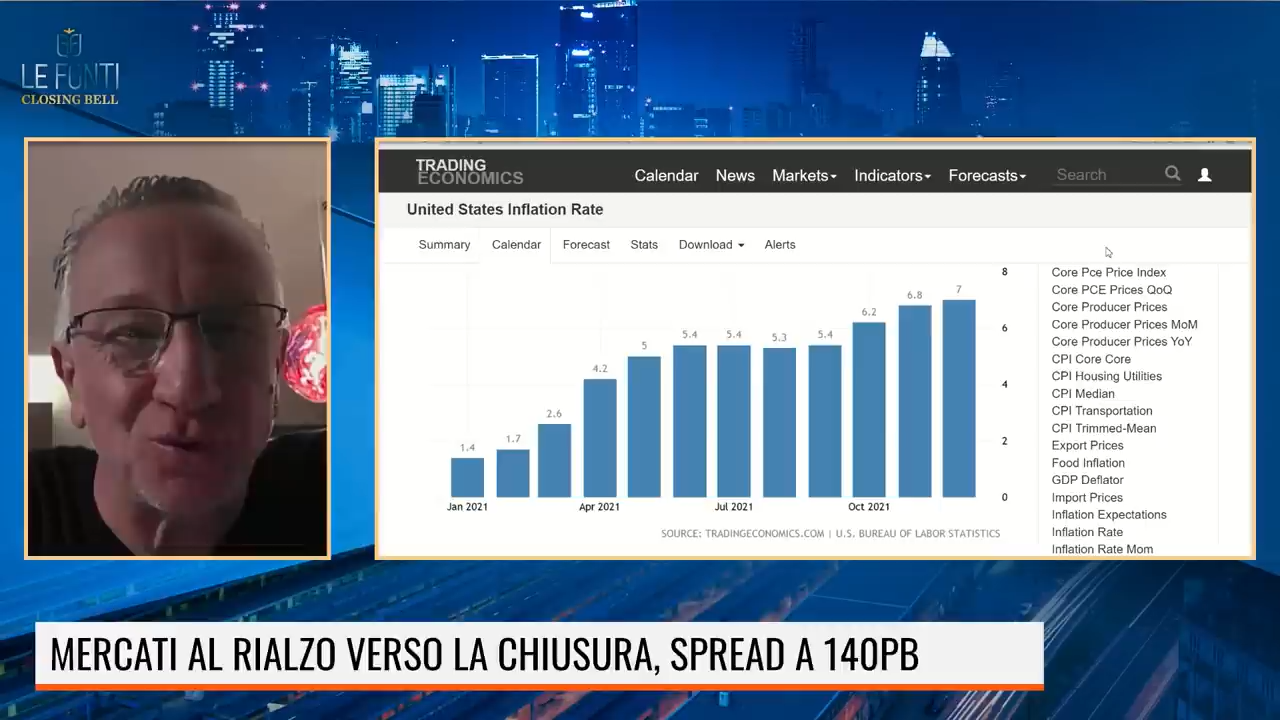 LE FONTI
CLOSING BELL
TRADING
ECONOMICS
Calendar News Markets Indicators Forecasts Search
United States Inflation Rate
Summary Calendar Forecast Stats Download Alerts
8
6
4
2
0
1.4
1.7
2.6
4.2
5
5.4
5.4
5.3
5.4
6.2
6.8
7
Jan 2021 Apr 2021 Jul 2021 Oct 2021
SOURCE: TRADINGECONOMICS.COM | U.S. BUREAU OF LABOR STATISTICS
Core Pce Price Index
Core PCE Prices QoQ
Core Producer Prices
Core Producer Prices MoM
Core Producer Prices YoY
CPI Core Core
CPI Housing Utilities
CPI Median
CPI Transportation
CPI Trimmed-Mean
Export Prices
Food Inflation
GDP Deflator
Import Prices
Inflation Expectations
Inflation Rate
Inflation Rate Mom
MERCATI AL RIALZO VERSO LA CHIUSURA, SPREAD A 140PB